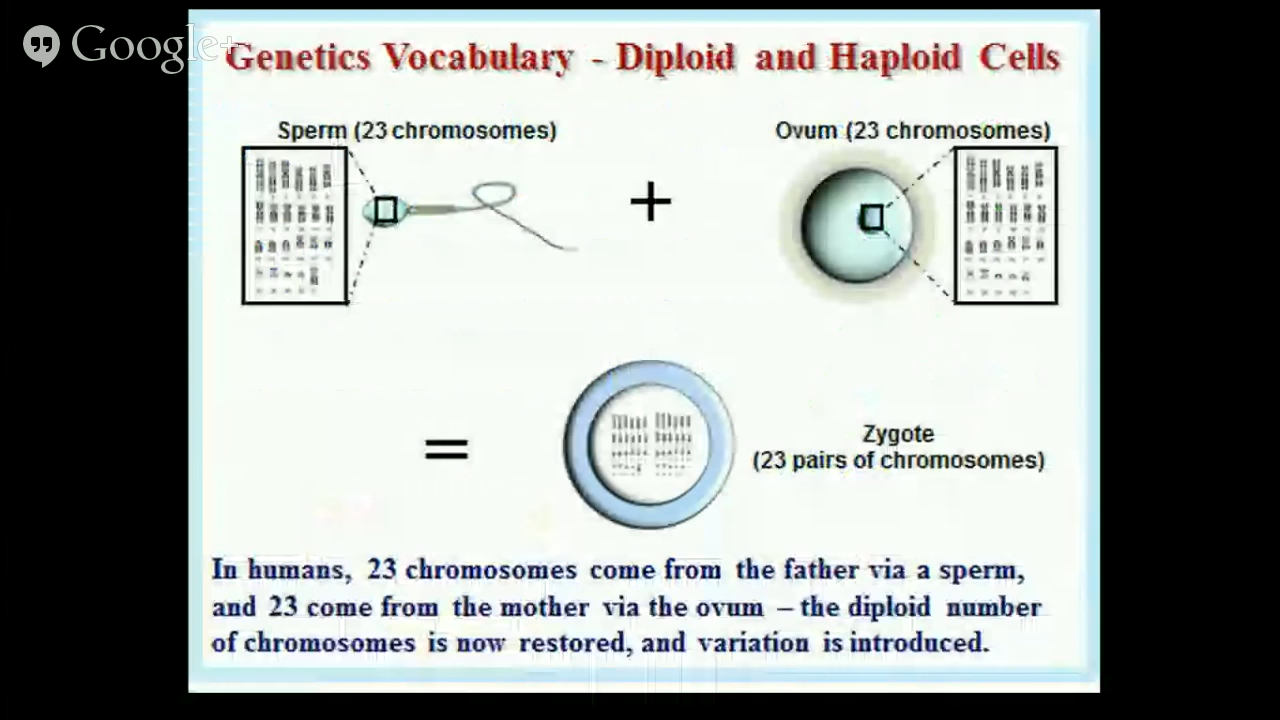 Google+
Genetics Vocabulary - Diploid and Haploid Cells
Sperm (23 chromosomes)
Ovum (23 chromosomes)
+
=
Zygote
(23 pairs of chromosomes)
In humans, 23 chromosomes come from the father via a sperm,
and 23 come from the mother via the ovum – the diploid number
of chromosomes is now restored, and variation is introduced.